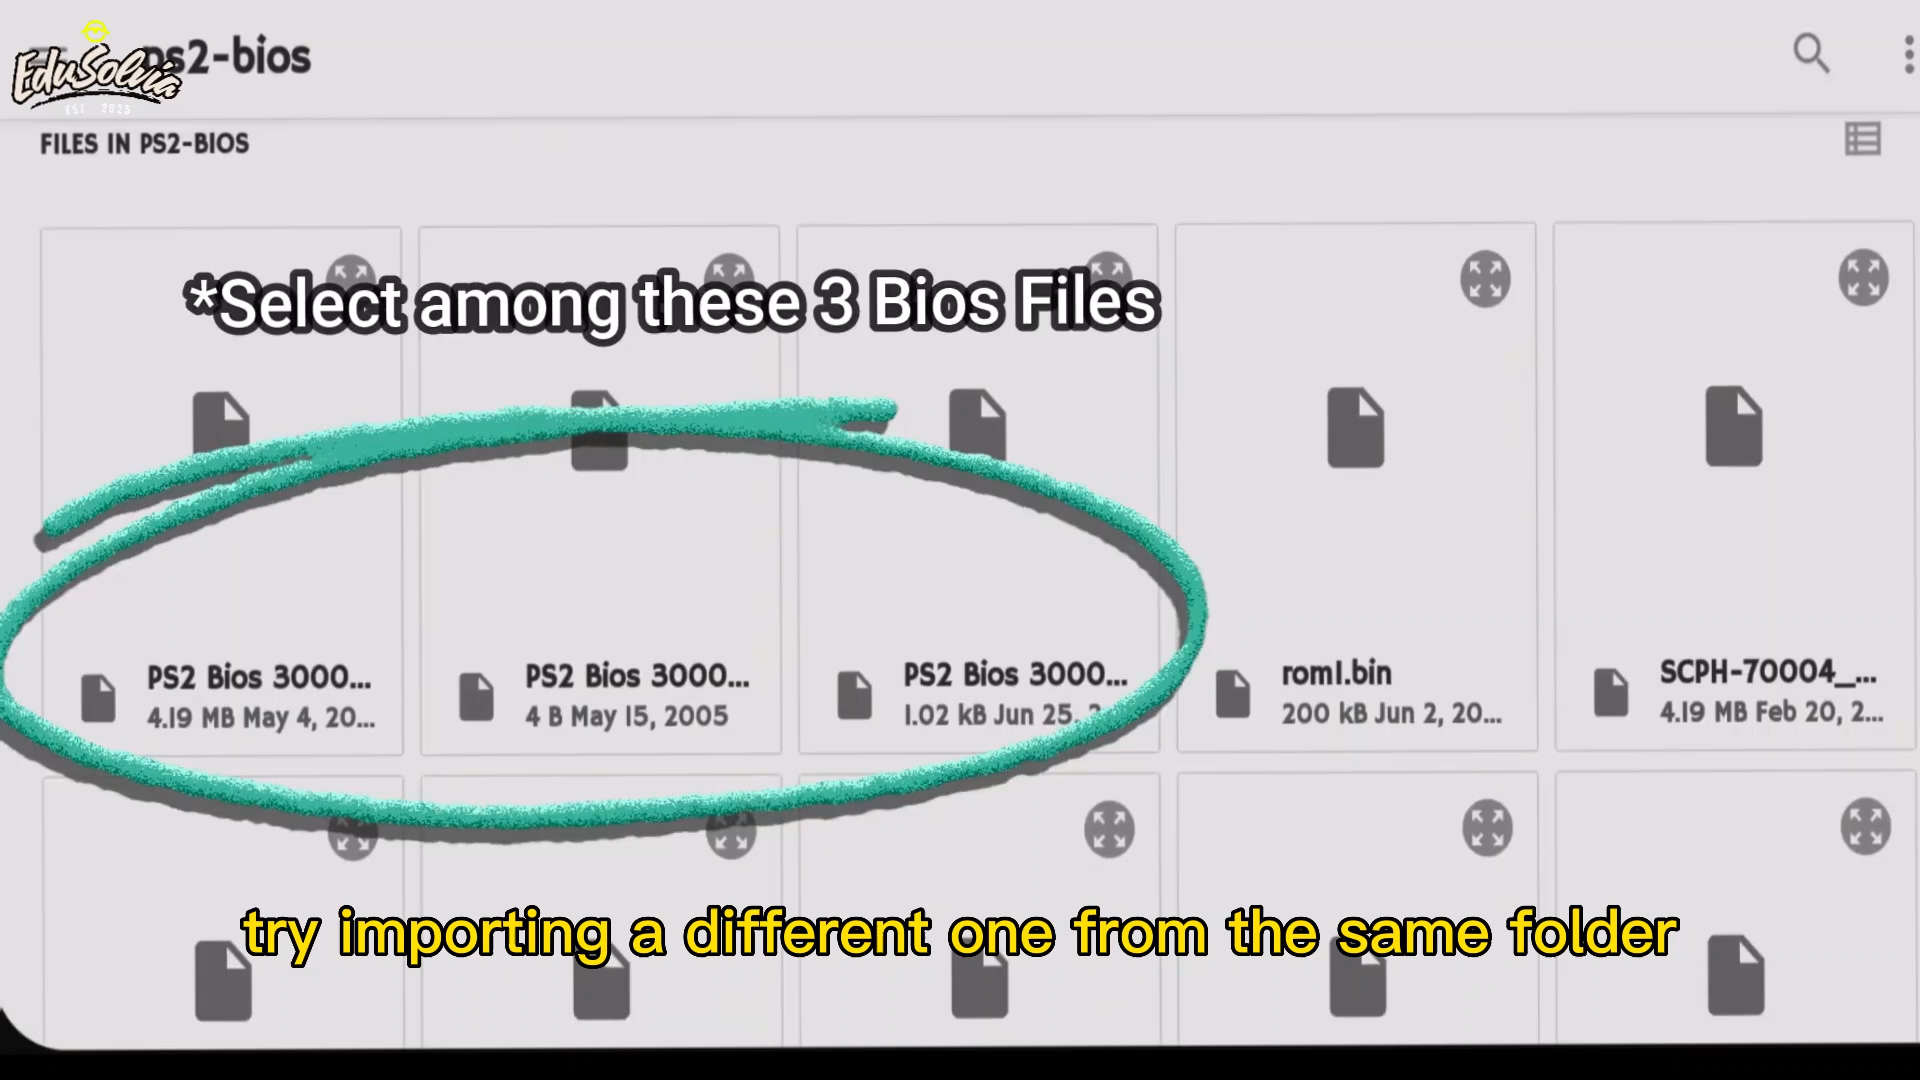 EduSolvia
EST. 2023
ps2-bios
FILES IN PS2-BIOS
*Select among these 3 Bios Files
PS2 Bios 3000...
4.19 MB May 4, 20...
PS2 Bios 3000...
4 B May 15, 2005
PS2 Bios 3000...
1.02 kB Jun 25, 2
rom1.bin
200 kB Jun 2, 20...
SCPH-70004_...
4.19 MB Feb 20, 2...
try importing a different one from the same folder